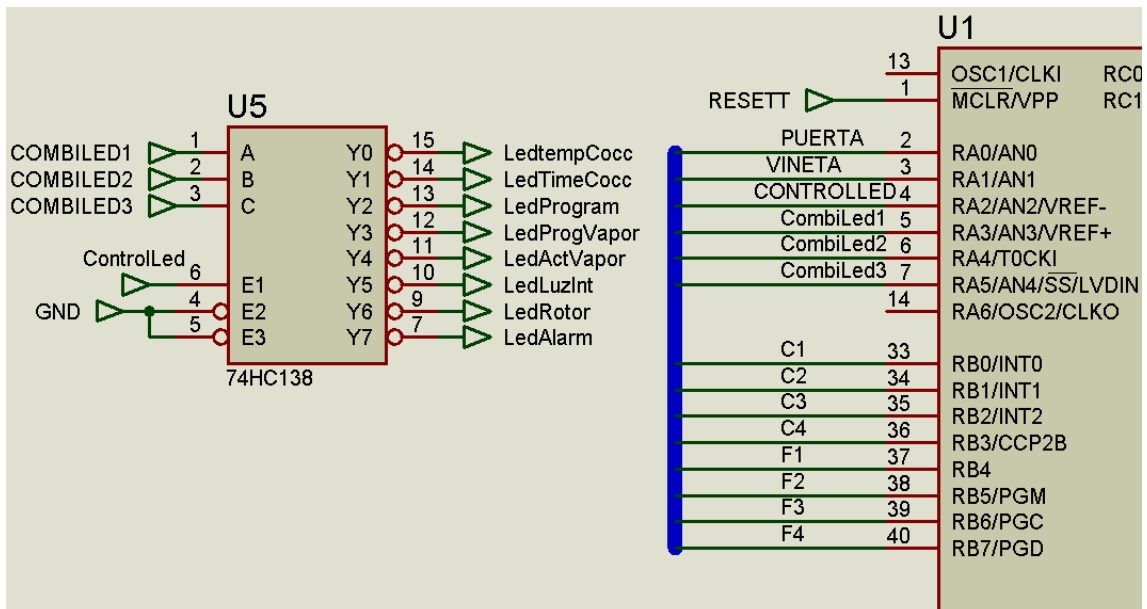 U5
COMBILED1 1 A Y0 15 LedtempCocc
COMBILED2 2 B Y1 14 LedTimeCocc
COMBILED3 3 C Y2 13 LedProgram
Y3 12 LedProgVapor
ControlLed 6 E1 Y4 11 LedActVapor
Y5 10 LedLuzInt
GND 4 E2 Y6 9 LedRotor
5 E3 Y7 7 LedAlarm
74HC138
U1
13 OSC1/CLKI RC0
RESETT 1 MCLR/VPP RC1
PUERTA 2 RA0/AN0
VINETA 3 RA1/AN1
CONTROLLED 4 RA2/AN2/VREF-
CombiLed1 5 RA3/AN3/VREF+
CombiLed2 6 RA4/T0CKI
CombiLed3 7 RA5/AN4/SS/LVDIN
14 RA6/OSC2/CLKO
C1 33 RB0/INT0
C2 34 RB1/INT1
C3 35 RB2/INT2
C4 36 RB3/CCP2B
F1 37 RB4
F2 38 RB5/PGM
F3 39 RB6/PGC
F4 40 RB7/PGD